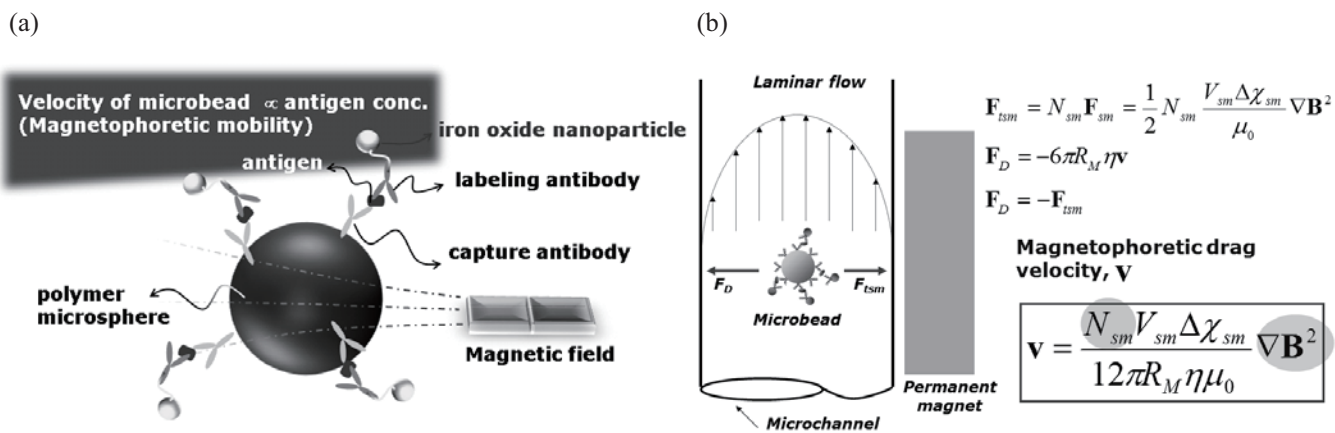 (a)
Velocity of microbead ∝ antigen conc.
(Magnetophoretic mobility)
iron oxide nanoparticle
antigen
labeling antibody
capture antibody
polymer
microsphere
Magnetic field
(b)
Laminar flow
F_D
F_tsm
Microbead
Permanent
magnet
Microchannel
F_tsm = N_sm F_sm = 1/2 N_sm V_sm Δχ_sm / μ_0 ∇B²
F_D = −6πR_M ηv
F_D = −F_tsm
Magnetophoretic drag
velocity, v
v = N_sm V_sm Δχ_sm / 12πR_M ημ_0 ∇B²